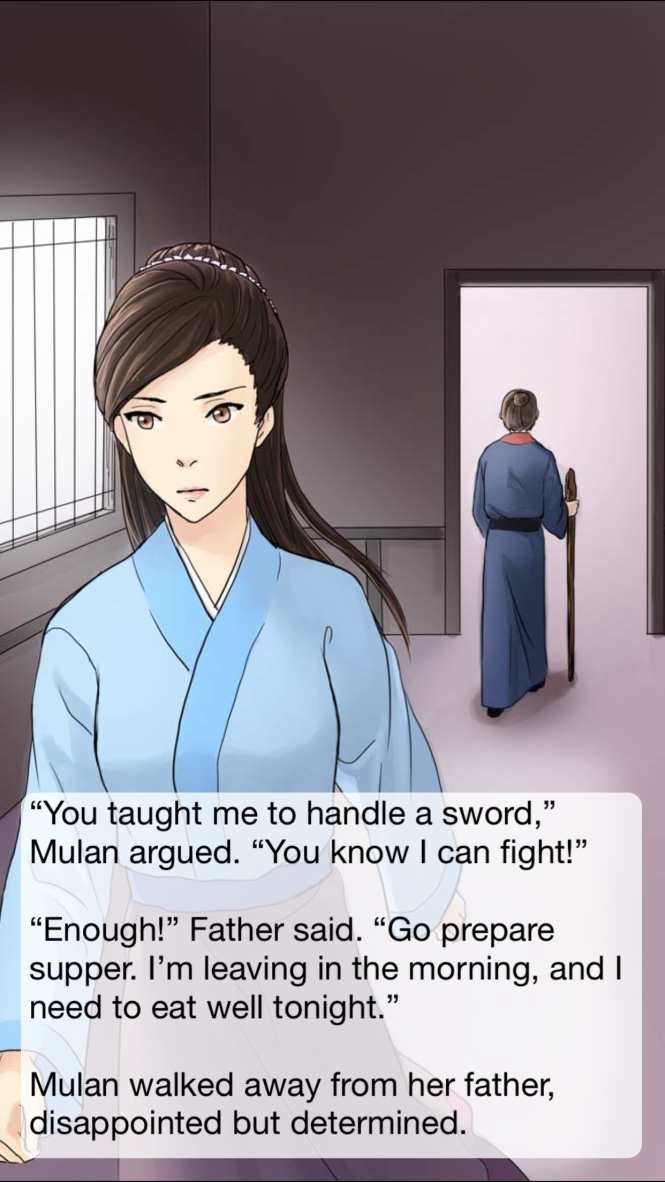 “You taught me to handle a sword,”
Mulan argued. “You know I can fight!”
“Enough!” Father said. “Go prepare
supper. I’m leaving in the morning, and I
need to eat well tonight.”
Mulan walked away from her father,
disappointed but determined.